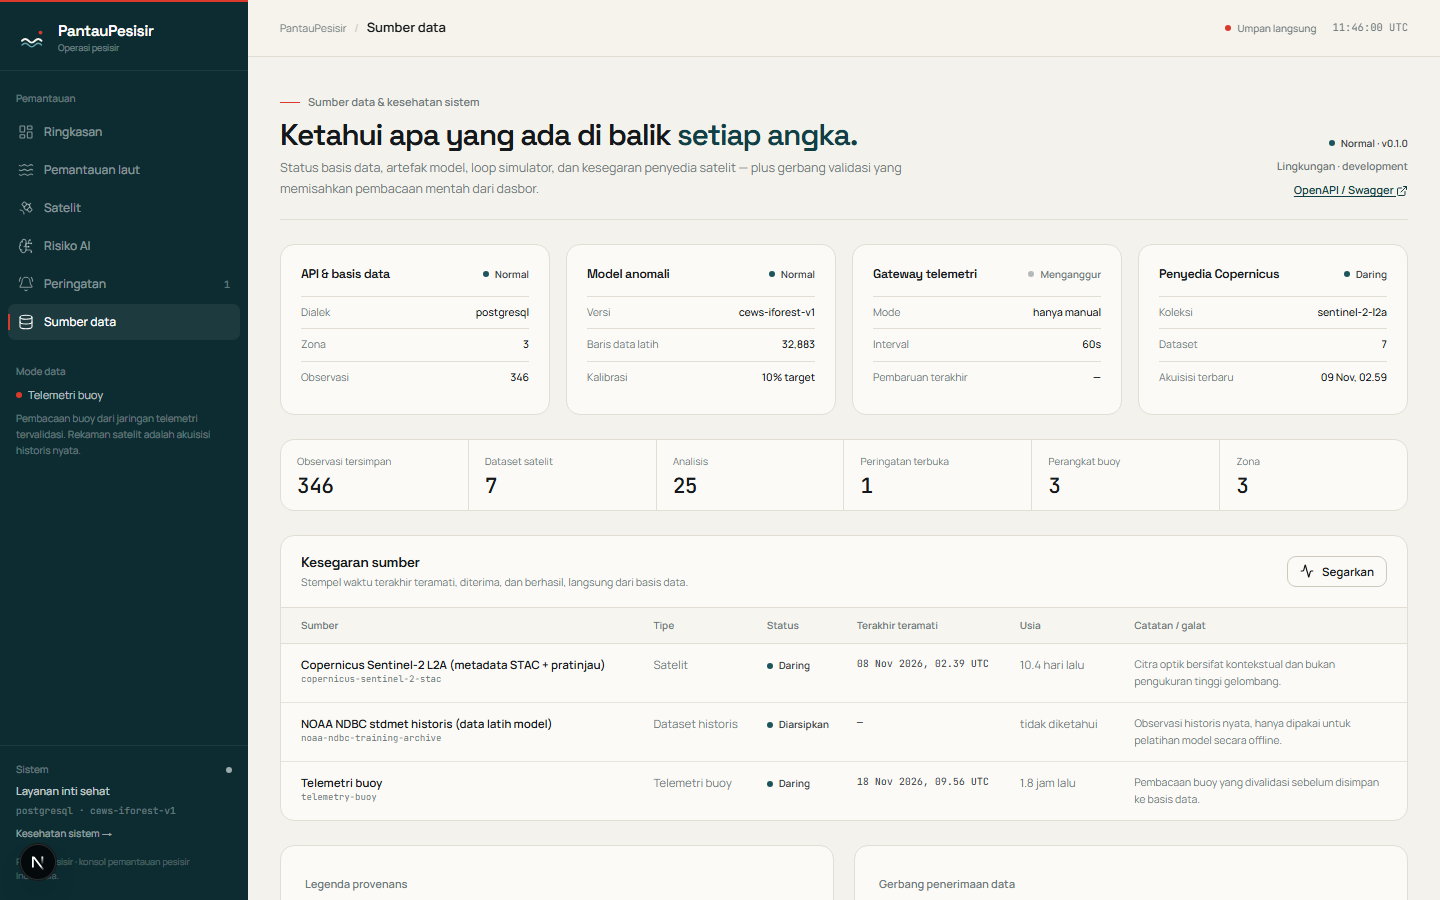 PantauPesisir
Operasi pesisir
Pemantauan
Ringkasan
Pemantauan laut
Satelit
Risiko AI
Peringatan 1
Sumber data
Mode data
Telemetri buoy
Pembacaan buoy dari jaringan telemetri
tervalidasi. Rekaman satelit adalah akuisisi
historis nyata.
Sistem
Layanan inti sehat
postgresql · cews-iforest-v1
Kesehatan sistem →
N
sisir · konsol pemantauan pesisir
PantauPesisir / Sumber data
Umpan langsung 11:46:00 UTC
Sumber data & kesehatan sistem
Ketahui apa yang ada di balik setiap angka.
Status basis data, artefak model, loop simulator, dan kesegaran penyedia satelit — plus gerbang validasi yang
memisahkan pembacaan mentah dari dasbor.
Normal · v0.1.0
Lingkungan · development
OpenAPI / Swagger
API & basis data Normal
Dialek postgresql
Zona 3
Observasi 346
Model anomali Normal
Versi cews-iforest-v1
Baris data latih 32,883
Kalibrasi 10% target
Gateway telemetri Menganggur
Mode hanya manual
Interval 60s
Pembaruan terakhir —
Penyedia Copernicus Daring
Koleksi sentinel-2-l2a
Dataset 7
Akuisisi terbaru 09 Nov, 02.59
Observasi tersimpan
346
Dataset satelit
7
Analisis
25
Peringatan terbuka
1
Perangkat buoy
3
Zona
3
Kesegaran sumber
Stempel waktu terakhir teramati, diterima, dan berhasil, langsung dari basis data.
Segarkan
Sumber Tipe Status Terakhir teramati Usia Catatan / galat
Copernicus Sentinel-2 L2A (metadata STAC + pratinjau) Satelit Daring 08 Nov 2026, 02.39 UTC 10.4 hari lalu Citra optik bersifat kontekstual dan bukan
copernicus-sentinel-2-stac pengukuran tinggi gelombang.
NOAA NDBC stdmet historis (data latih model) Dataset historis Diarsipkan — tidak diketahui Observasi historis nyata, hanya dipakai untuk
noaa-ndbc-training-archive pelatihan model secara offline.
Telemetri buoy Telemetri buoy Daring 18 Nov 2026, 09.56 UTC 1.8 jam lalu Pembacaan buoy yang divalidasi sebelum disimpan
telemetry-buoy ke basis data.
Legenda provenans
Gerbang penerimaan data